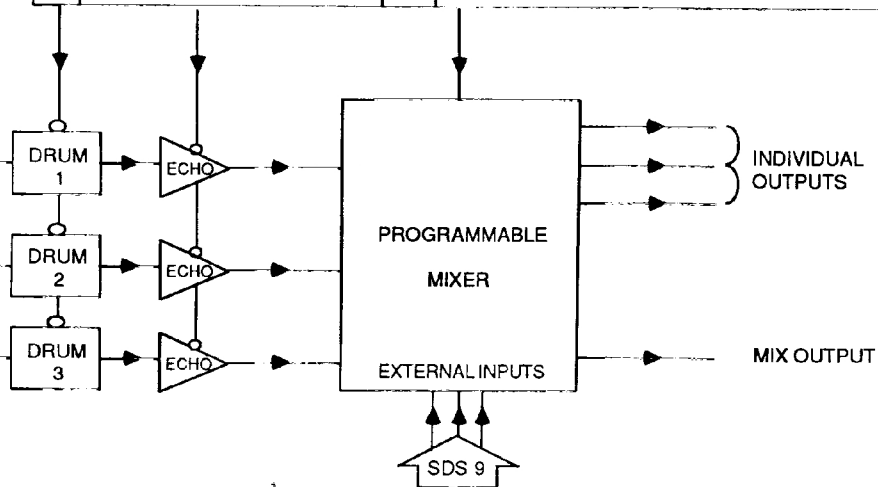 DRUM
1
ECHO
INDIVIDUAL
OUTPUTS
DRUM
2
ECHO
PROGRAMMABLE
MIXER
DRUM
3
ECHO
EXTERNAL INPUTS
MIX OUTPUT
SDS 9